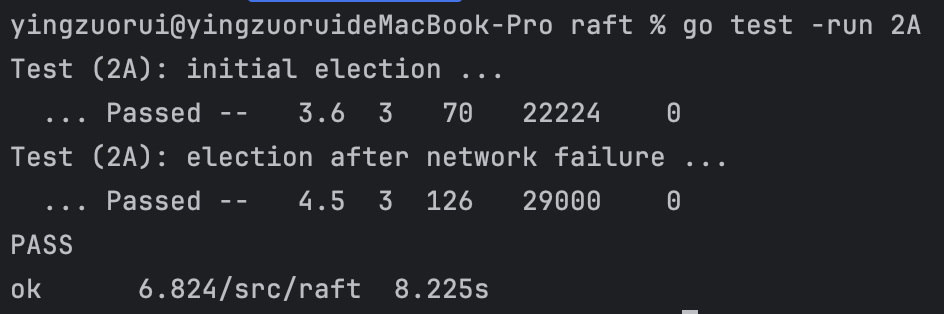 yingzuorui@yingzuoruideMacBook-Pro raft % go test -run 2A
Test (2A): initial election ...
  ... Passed --   3.6  3   70   22224    0
Test (2A): election after network failure ...
  ... Passed --   4.5  3  126   29000    0
PASS
ok      6.824/src/raft  8.225s